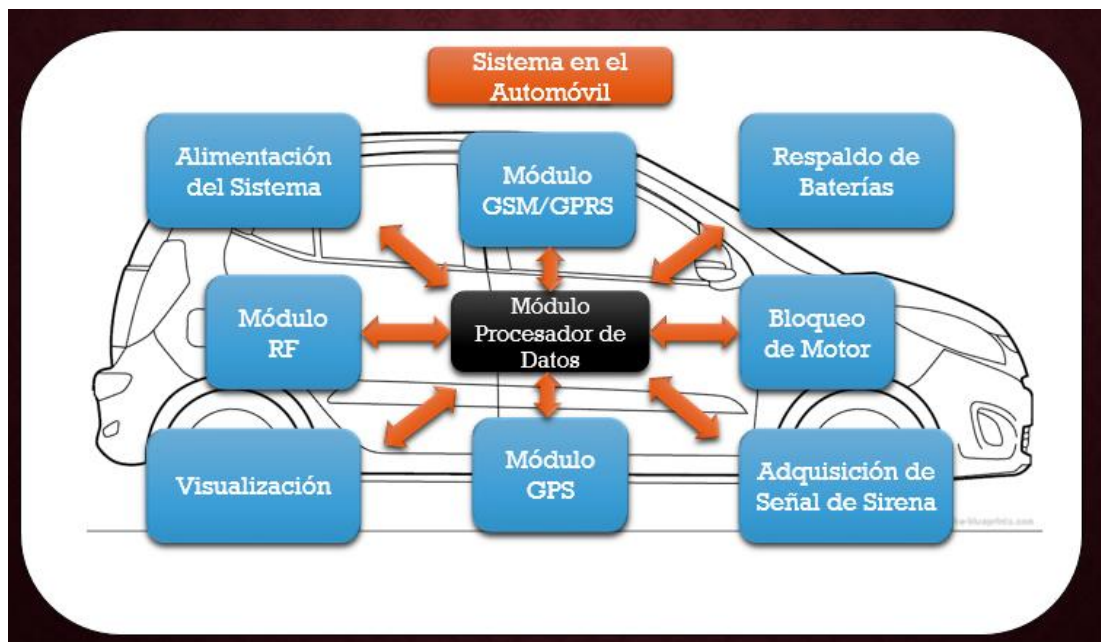 Sistema en el
Automóvil
Alimentación
del Sistema
Módulo
GSM/GPRS
Respaldo de
Baterías
Módulo
RF
Módulo
Procesador de
Datos
Bloqueo
de Motor
Visualización
Módulo
GPS
Adquisición de
Señal de Sirena